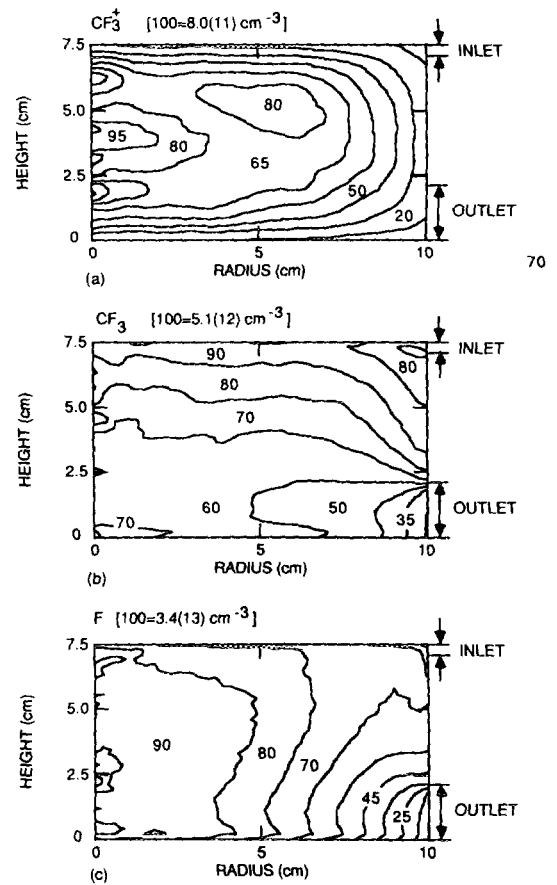 CF3+ [100=8.0(11) cm-3]
7.5
INLET
HEIGHT (cm)
80
5.0
95
80
65
2.5
50
20
OUTLET
0
0
5
10
RADIUS (cm)
70
(a)
CF3 [100=5.1(12) cm-3]
7.5
INLET
90
80
HEIGHT (cm)
80
5.0
70
2.5
60
50
35
OUTLET
70
0
0
5
10
RADIUS (cm)
(b)
F [100=3.4(13) cm-3]
7.5
INLET
HEIGHT (cm)
5.0
90
80
70
2.5
45
25
OUTLET
0
0
5
10
RADIUS (cm)
(c)